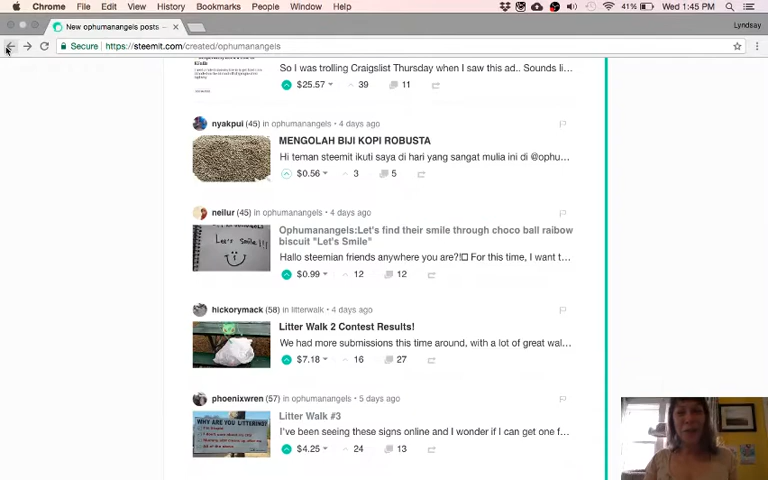 Chrome File Edit View History Bookmarks People Window Help 41% Wed 1:45 PM
New ophumanangels posts — × Lyndsay
Secure https://steemit.com/created/ophumanangels
So I was trolling Craigslist Thursday when I saw this ad.. Sounds li...
$25.57 39 11
nyakpui (45) in ophumanangels • 4 days ago
MENGOLAH BIJI KOPI ROBUSTA
Hi teman steemit ikuti saya di hari yang sangat mulia ini di @ophu...
$0.56 3 5
neilur (45) in ophumanangels • 4 days ago
Ophumanangels:Let's find their smile through choco ball raibow
biscuit "Let's Smile"
Let's smile!!!
Hallo steemian friends anywhere you are?! For this time, I want t...
$0.99 12 12
hickorymack (58) in litterwalk • 4 days ago
Litter Walk 2 Contest Results!
We had more submissions this time around, with a lot of great wal...
$7.18 16 27
phoenixwren (57) in ophumanangels • 5 days ago
Litter Walk #3
WHY ARE YOU LITTERING?
I've been seeing these signs online and I wonder if I can get one f...
$4.25 24 13